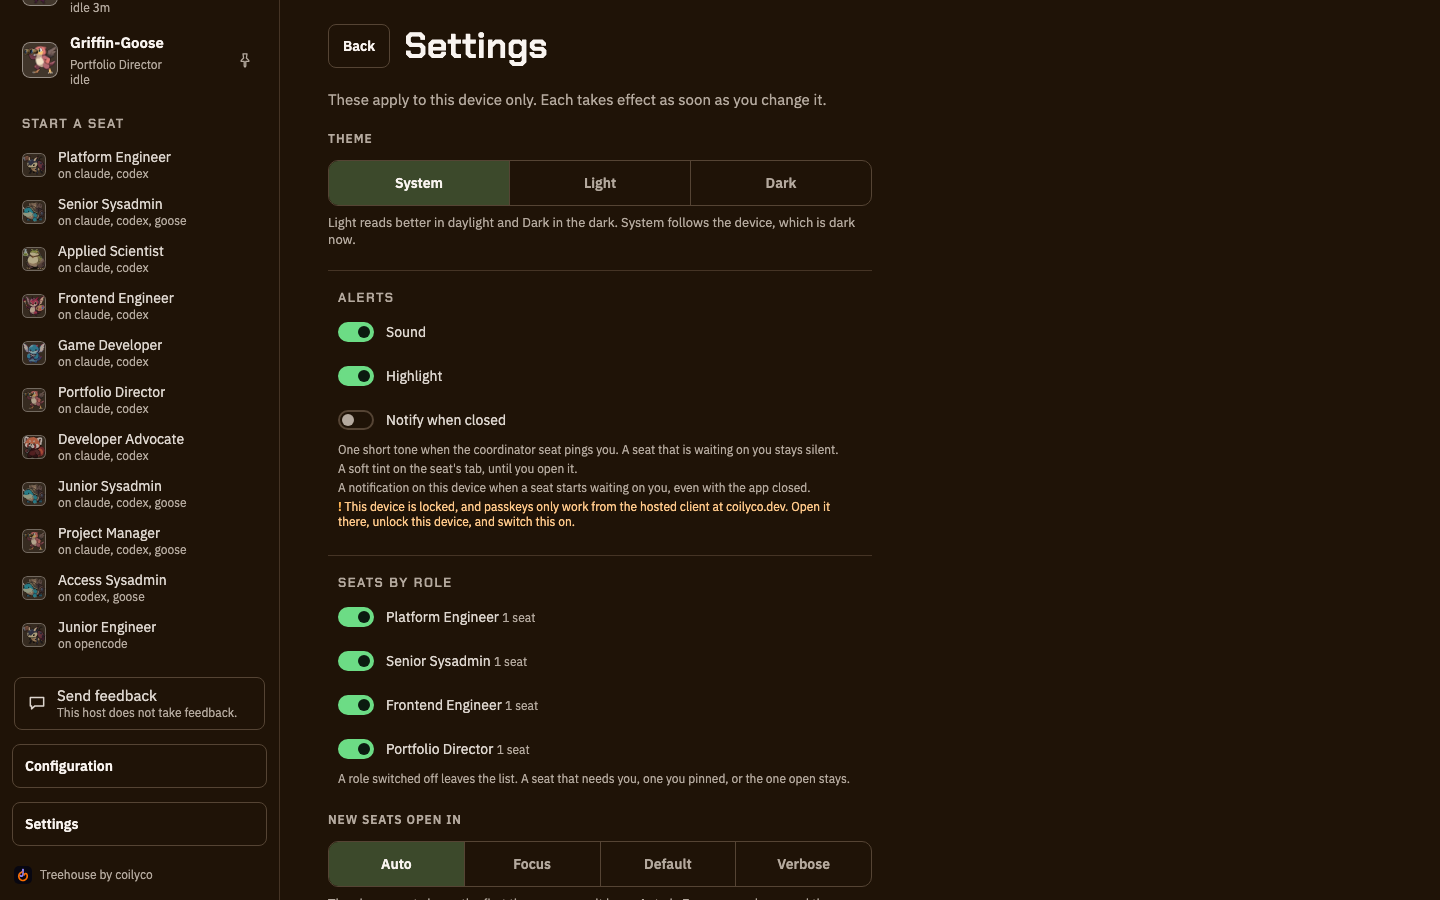 idle 3m
Griffin-Goose
Portfolio Director
idle
START A SEAT
Platform Engineer
on claude, codex
Senior Sysadmin
on claude, codex, goose
Applied Scientist
on claude, codex
Frontend Engineer
on claude, codex
Game Developer
on claude, codex
Portfolio Director
on claude, codex
Developer Advocate
on claude, codex
Junior Sysadmin
on claude, codex, goose
Project Manager
on claude, codex, goose
Access Sysadmin
on codex, goose
Junior Engineer
on opencode
Send feedback
This host does not take feedback.
Configuration
Settings
Treehouse by coilyco
Back
Settings
These apply to this device only. Each takes effect as soon as you change it.
THEME
System
Light
Dark
Light reads better in daylight and Dark in the dark. System follows the device, which is dark
now.
ALERTS
Sound
Highlight
Notify when closed
One short tone when the coordinator seat pings you. A seat that is waiting on you stays silent.
A soft tint on the seat's tab, until you open it.
A notification on this device when a seat starts waiting on you, even with the app closed.
! This device is locked, and passkeys only work from the hosted client at coilyco.dev. Open it
there, unlock this device, and switch this on.
SEATS BY ROLE
Platform Engineer 1 seat
Senior Sysadmin 1 seat
Frontend Engineer 1 seat
Portfolio Director 1 seat
A role switched off leaves the list. A seat that needs you, one you pinned, or the one open stays.
NEW SEATS OPEN IN
Auto
Focus
Default
Verbose